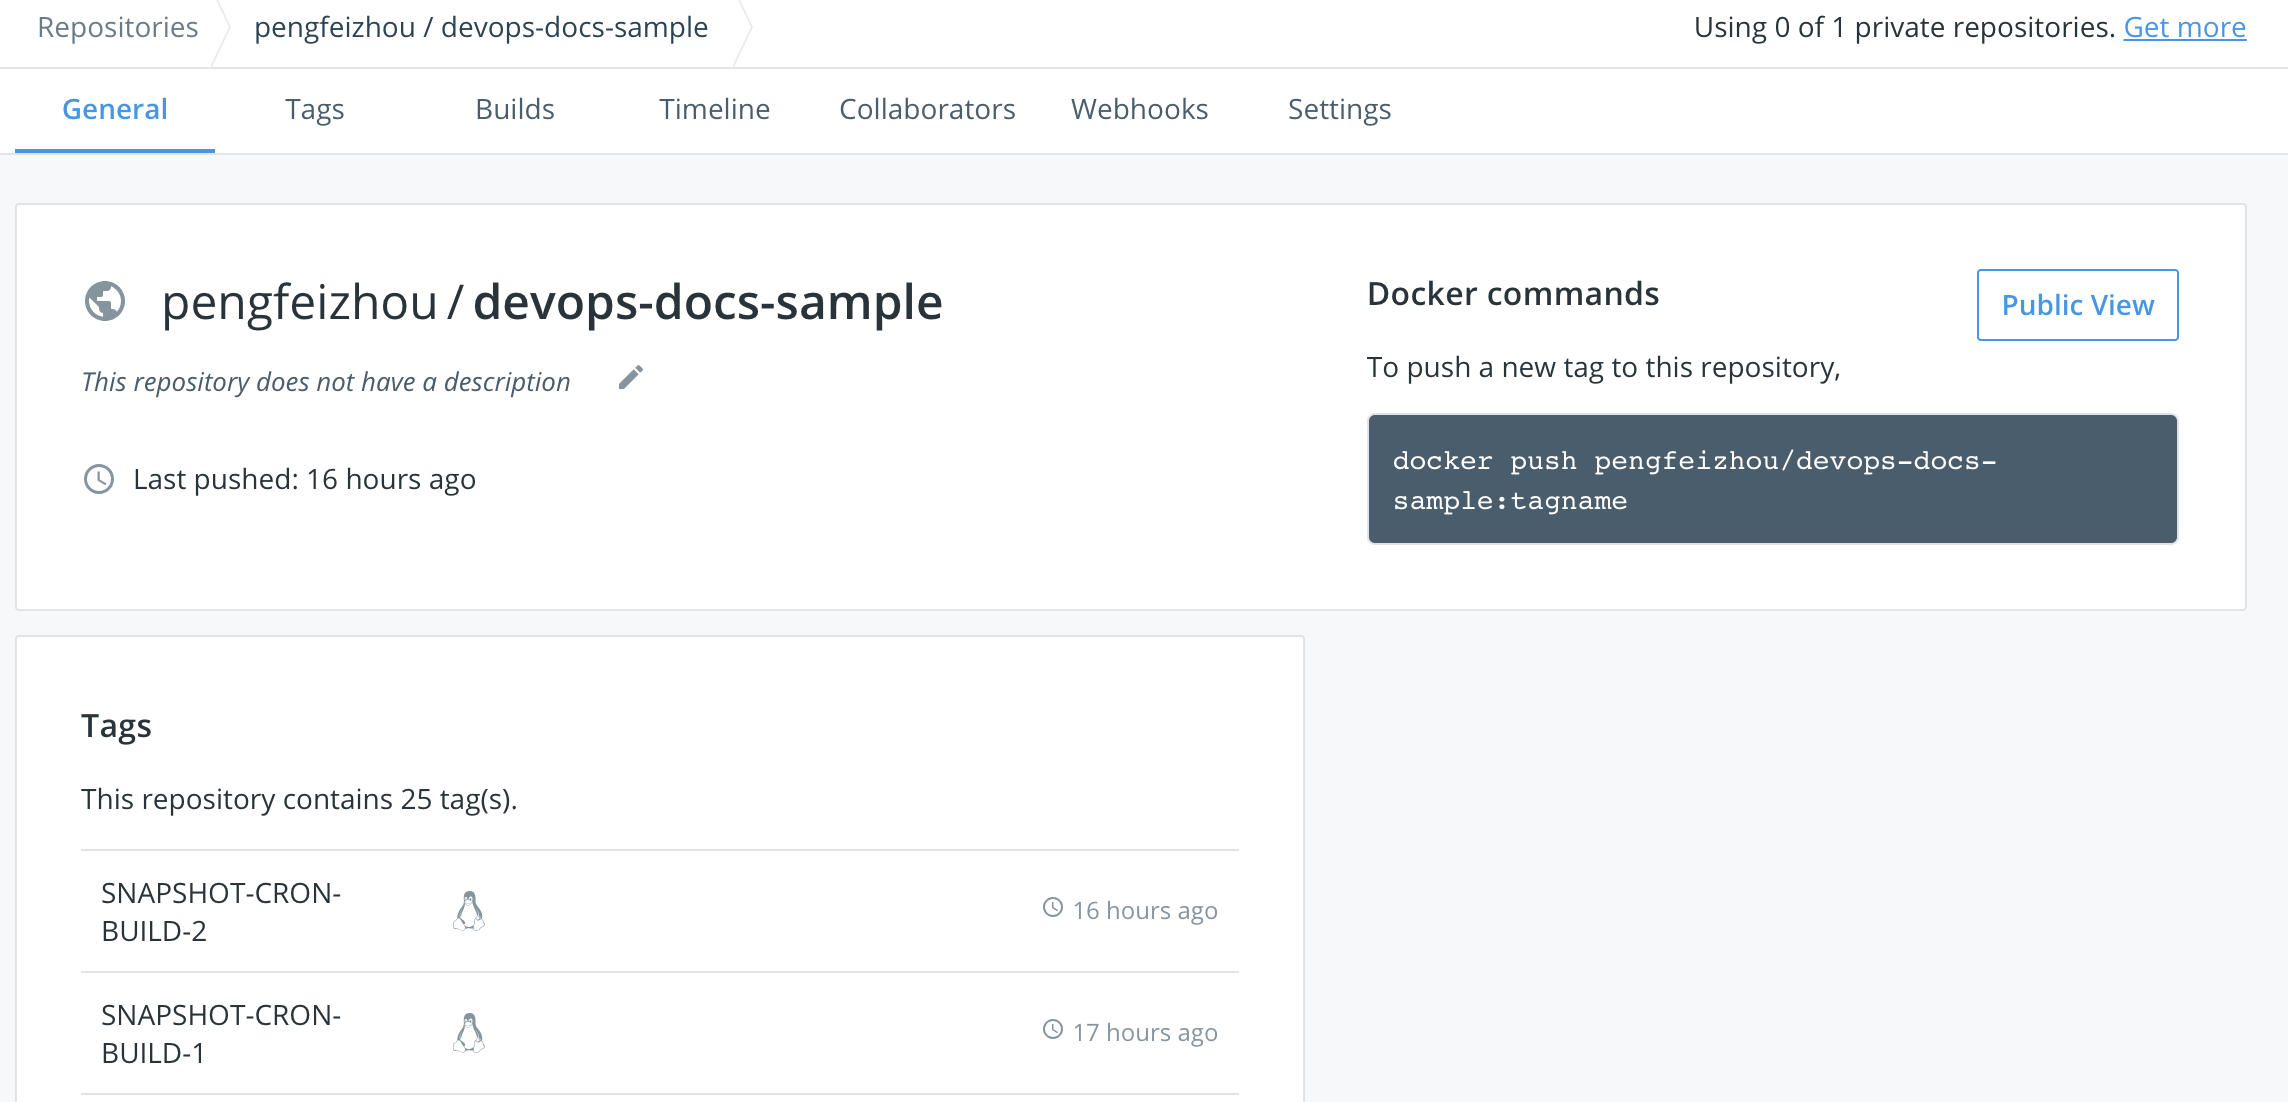 Repositories
pengfeizhou / devops-docs-sample
Using 0 of 1 private repositories. Get more
General
Tags
Builds
Timeline
Collaborators
Webhooks
Settings
pengfeizhou / devops-docs-sample
This repository does not have a description
Last pushed: 16 hours ago
Docker commands
Public View
To push a new tag to this repository,
docker push pengfeizhou/devops-docs-
sample:tagname
Tags
This repository contains 25 tag(s).
SNAPSHOT-CRON-
BUILD-2
16 hours ago
SNAPSHOT-CRON-
BUILD-1
17 hours ago